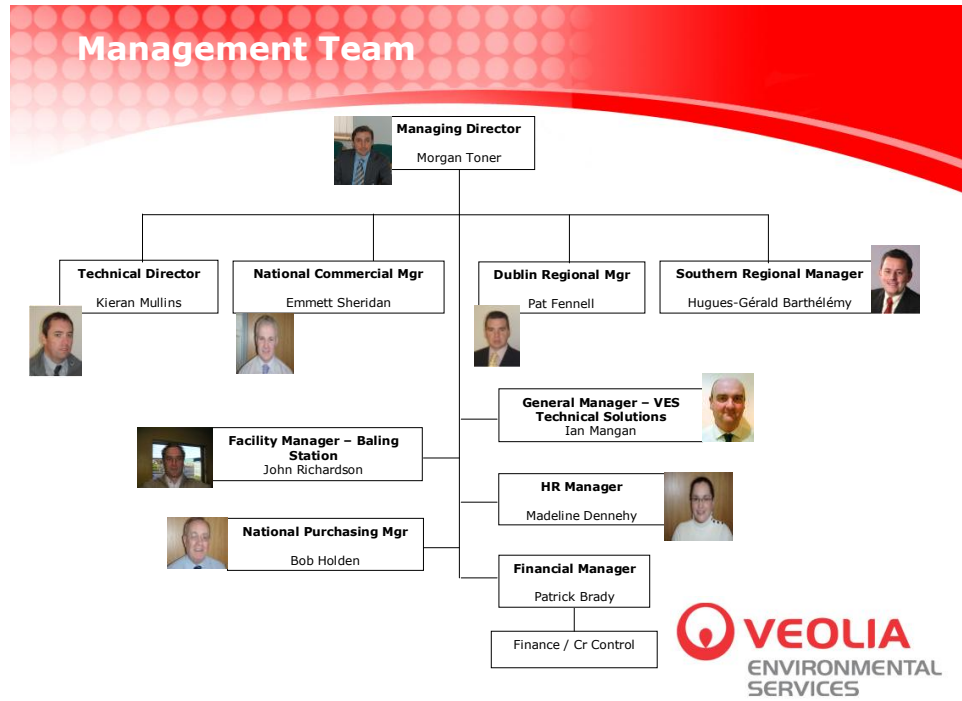 Management Team
Managing Director
Morgan Toner
Technical Director
Kieran Mullins
National Commercial Mgr
Emmett Sheridan
Dublin Regional Mgr
Pat Fennell
Southern Regional Manager
Hugues-Gérald Barthélémy
General Manager – VES
Technical Solutions
Ian Mangan
Facility Manager – Baling
Station
John Richardson
HR Manager
Madeline Dennehy
National Purchasing Mgr
Bob Holden
Financial Manager
Patrick Brady
Finance / Cr Control
VEOLIA
ENVIRONMENTAL
SERVICES